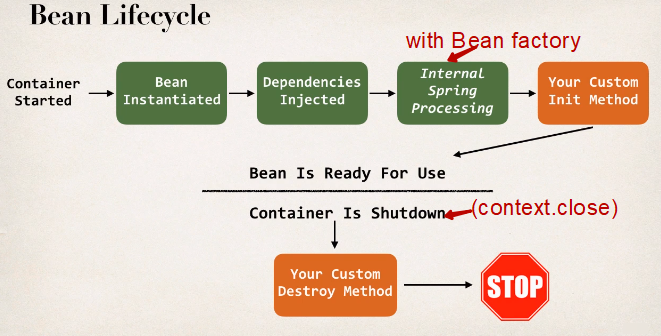 Bean Lifecycle
with Bean factory
Container
Started
Bean
Instantiated
Dependencies
Injected
Internal
Spring
Processing
Your Custom
Init Method
Bean Is Ready For Use
Container Is Shutdown
(context.close)
Your Custom
Destroy Method
STOP